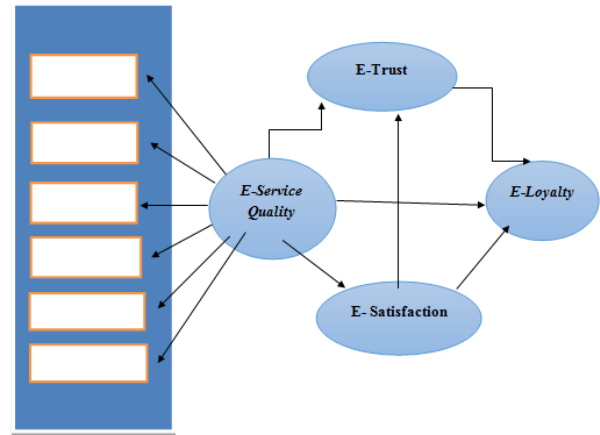 E-Trust
E-Service
Quality
E-Loyalty
E- Satisfaction